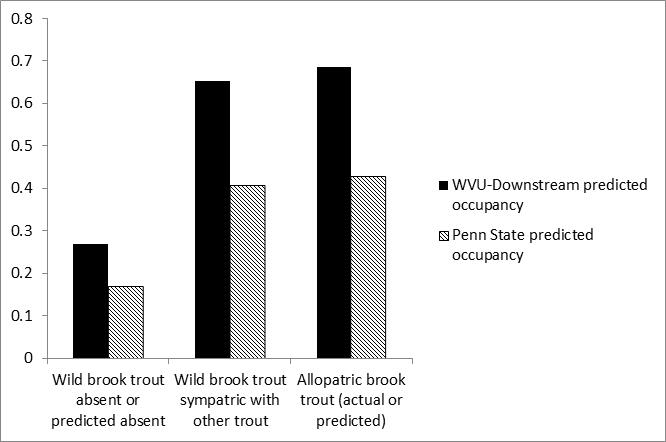 0.8
0.7
0.6
0.5
0.4
0.3
0.2
0.1
0
Wild brook trout
absent or
predicted absent
Wild brook trout
sympatric with
other trout
Allopatric brook
trout (actual or
predicted)
WVU-Downstream predicted
occupancy
Penn State predicted
occupancy